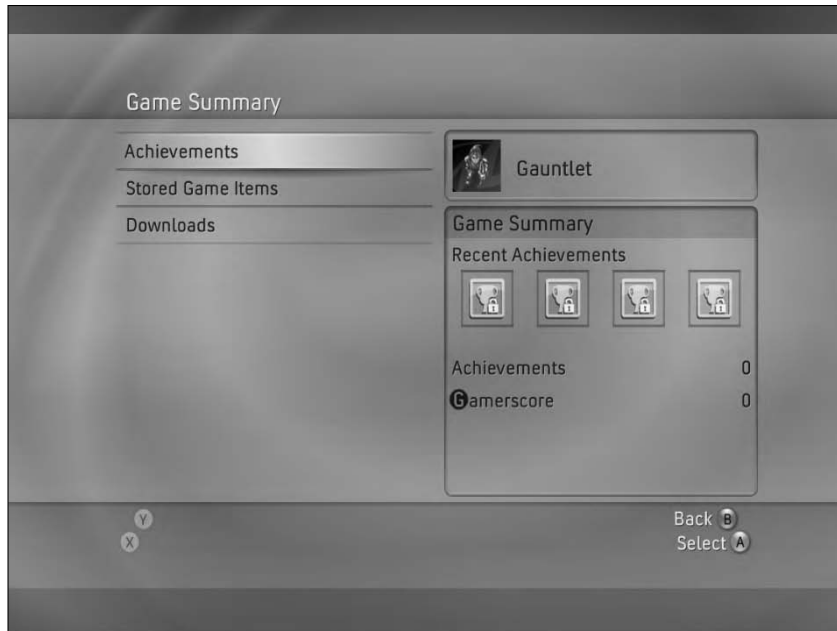 Game Summary
Achievements
Stored Game Items
Downloads
Gauntlet
Game Summary
Recent Achievements
Achievements 0
Gamerscore 0
Y
X
Back B
Select A